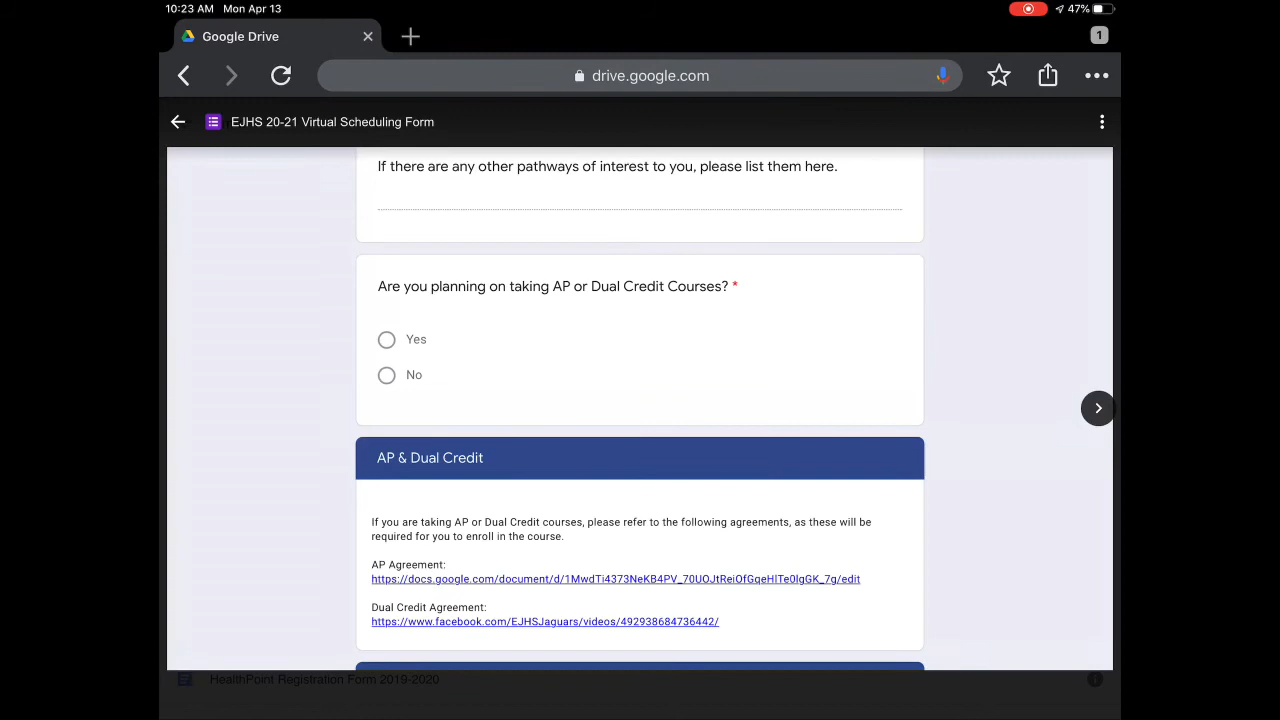 10:23 AM Mon Apr 13
47%
Google Drive
1
drive.google.com
EJHS 20-21 Virtual Scheduling Form
If there are any other pathways of interest to you, please list them here.
Are you planning on taking AP or Dual Credit Courses? *
Yes
No
AP & Dual Credit
If you are taking AP or Dual Credit courses, please refer to the following agreements, as these will be
required for you to enroll in the course.
AP Agreement:
https://docs.google.com/document/d/1MwdTi4373NeKB4PV_70UOJtReiOfGqeHlTe0lgGK_7g/edit
Dual Credit Agreement:
https://www.facebook.com/EJHSJaguars/videos/492938684736442/
HealthPoint Registration Form 2019-2020